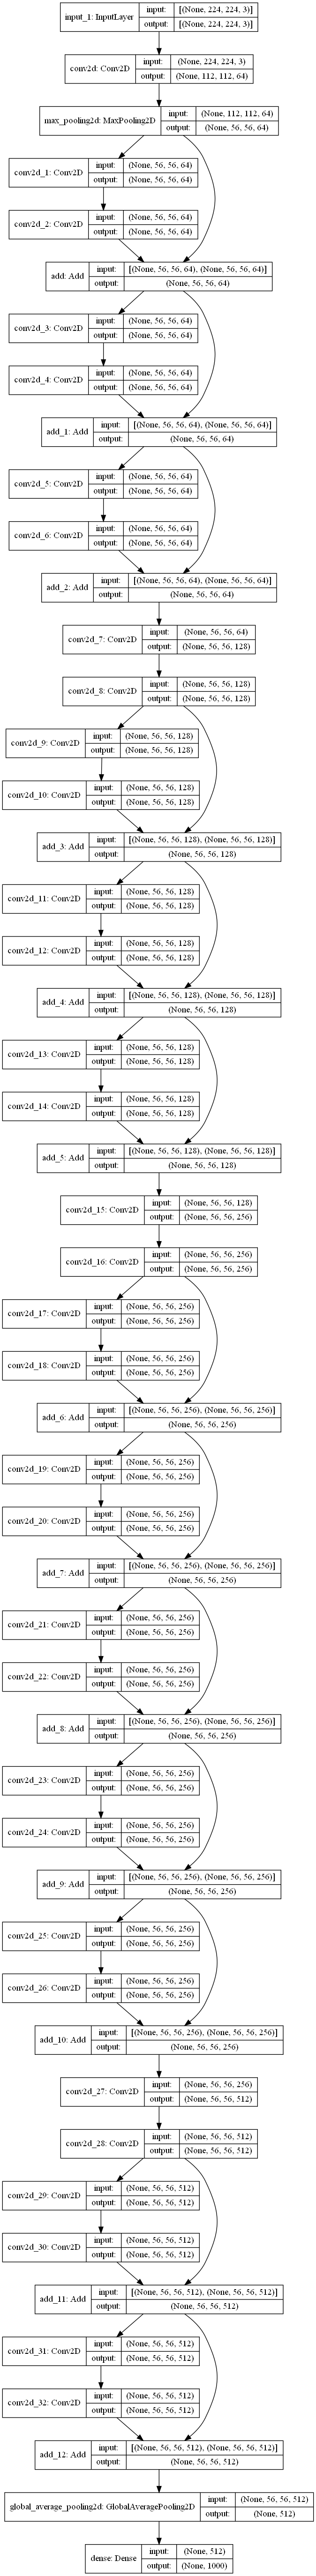 input_1: InputLayer input: [(None, 224, 224, 3)]
output: [(None, 224, 224, 3)]
conv2d: Conv2D input: (None, 224, 224, 3)
output: (None, 112, 112, 64)
max_pooling2d: MaxPooling2D input: (None, 112, 112, 64)
output: (None, 56, 56, 64)
conv2d_1: Conv2D input: (None, 56, 56, 64)
output: (None, 56, 56, 64)
conv2d_2: Conv2D input: (None, 56, 56, 64)
output: (None, 56, 56, 64)
add: Add input: [(None, 56, 56, 64), (None, 56, 56, 64)]
output: (None, 56, 56, 64)
conv2d_3: Conv2D input: (None, 56, 56, 64)
output: (None, 56, 56, 64)
conv2d_4: Conv2D input: (None, 56, 56, 64)
output: (None, 56, 56, 64)
add_1: Add input: [(None, 56, 56, 64), (None, 56, 56, 64)]
output: (None, 56, 56, 64)
conv2d_5: Conv2D input: (None, 56, 56, 64)
output: (None, 56, 56, 64)
conv2d_6: Conv2D input: (None, 56, 56, 64)
output: (None, 56, 56, 64)
add_2: Add input: [(None, 56, 56, 64), (None, 56, 56, 64)]
output: (None, 56, 56, 64)
conv2d_7: Conv2D input: (None, 56, 56, 64)
output: (None, 56, 56, 128)
conv2d_8: Conv2D input: (None, 56, 56, 128)
output: (None, 56, 56, 128)
conv2d_9: Conv2D input: (None, 56, 56, 128)
output: (None, 56, 56, 128)
conv2d_10: Conv2D input: (None, 56, 56, 128)
output: (None, 56, 56, 128)
add_3: Add input: [(None, 56, 56, 128), (None, 56, 56, 128)]
output: (None, 56, 56, 128)
conv2d_11: Conv2D input: (None, 56, 56, 128)
output: (None, 56, 56, 128)
conv2d_12: Conv2D input: (None, 56, 56, 128)
output: (None, 56, 56, 128)
add_4: Add input: [(None, 56, 56, 128), (None, 56, 56, 128)]
output: (None, 56, 56, 128)
conv2d_13: Conv2D input: (None, 56, 56, 128)
output: (None, 56, 56, 128)
conv2d_14: Conv2D input: (None, 56, 56, 128)
output: (None, 56, 56, 128)
add_5: Add input: [(None, 56, 56, 128), (None, 56, 56, 128)]
output: (None, 56, 56, 128)
conv2d_15: Conv2D input: (None, 56, 56, 128)
output: (None, 56, 56, 256)
conv2d_16: Conv2D input: (None, 56, 56, 256)
output: (None, 56, 56, 256)
conv2d_17: Conv2D input: (None, 56, 56, 256)
output: (None, 56, 56, 256)
conv2d_18: Conv2D input: (None, 56, 56, 256)
output: (None, 56, 56, 256)
add_6: Add input: [(None, 56, 56, 256), (None, 56, 56, 256)]
output: (None, 56, 56, 256)
conv2d_19: Conv2D input: (None, 56, 56, 256)
output: (None, 56, 56, 256)
conv2d_20: Conv2D input: (None, 56, 56, 256)
output: (None, 56, 56, 256)
add_7: Add input: [(None, 56, 56, 256), (None, 56, 56, 256)]
output: (None, 56, 56, 256)
conv2d_21: Conv2D input: (None, 56, 56, 256)
output: (None, 56, 56, 256)
conv2d_22: Conv2D input: (None, 56, 56, 256)
output: (None, 56, 56, 256)
add_8: Add input: [(None, 56, 56, 256), (None, 56, 56, 256)]
output: (None, 56, 56, 256)
conv2d_23: Conv2D input: (None, 56, 56, 256)
output: (None, 56, 56, 256)
conv2d_24: Conv2D input: (None, 56, 56, 256)
output: (None, 56, 56, 256)
add_9: Add input: [(None, 56, 56, 256), (None, 56, 56, 256)]
output: (None, 56, 56, 256)
conv2d_25: Conv2D input: (None, 56, 56, 256)
output: (None, 56, 56, 256)
conv2d_26: Conv2D input: (None, 56, 56, 256)
output: (None, 56, 56, 256)
add_10: Add input: [(None, 56, 56, 256), (None, 56, 56, 256)]
output: (None, 56, 56, 256)
conv2d_27: Conv2D input: (None, 56, 56, 256)
output: (None, 56, 56, 512)
conv2d_28: Conv2D input: (None, 56, 56, 512)
output: (None, 56, 56, 512)
conv2d_29: Conv2D input: (None, 56, 56, 512)
output: (None, 56, 56, 512)
conv2d_30: Conv2D input: (None, 56, 56, 512)
output: (None, 56, 56, 512)
add_11: Add input: [(None, 56, 56, 512), (None, 56, 56, 512)]
output: (None, 56, 56, 512)
conv2d_31: Conv2D input: (None, 56, 56, 512)
output: (None, 56, 56, 512)
conv2d_32: Conv2D input: (None, 56, 56, 512)
output: (None, 56, 56, 512)
add_12: Add input: [(None, 56, 56, 512), (None, 56, 56, 512)]
output: (None, 56, 56, 512)
global_average_pooling2d: GlobalAveragePooling2D input: (None, 56, 56, 512)
output: (None, 512)
dense: Dense input: (None, 512)
output: (None, 1000)